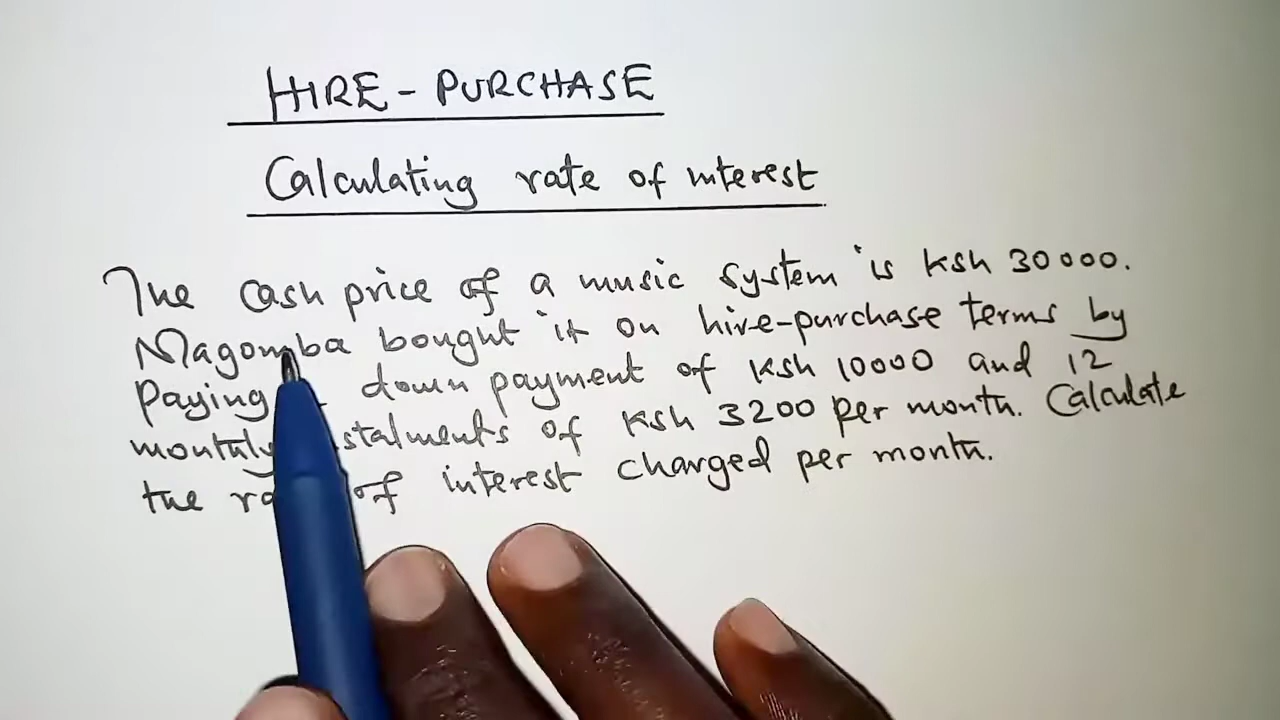 HIRE - PURCHASE
Calculating rate of interest
The cash price of a music system is Ksh 30000.
Magomba bought it on hire-purchase terms by
Paying down payment of Ksh 10000 and 12
monthly of Ksh 3200 per month. Calculate
the of interest charged per month.